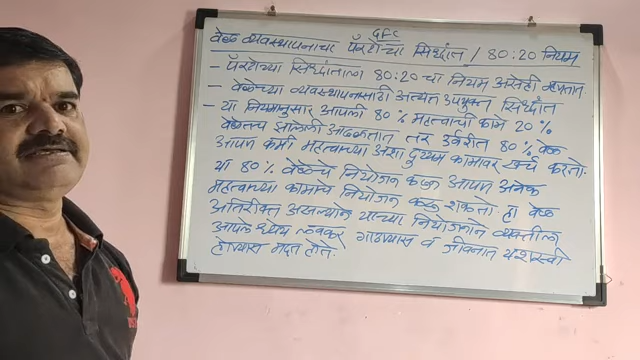 GFC
वेळ व्यवस्थापनाचा पॅरेटोचा सिध्दांत / 80:20 नियम
- पॅरेटोच्या सिध्दांताला 80:20 चा नियम असेही म्हणतात
- वेळेच्या व्यवस्थापनासाठी अत्यंत उपयुक्त सिध्दांत
- या नियमानुसार आपली 80% महत्वाची कामे 20%
वेळेतच झालेली आढळतात तर उर्वरीत 80% वेळ
आपण कमी महत्वाच्या अशा दुय्यम कामावर खर्च करतो.
या 80% वेळेचे नियोजन करून आपण अनेक
महत्वाच्या कामाचे नियोजन करू शकतो. हा वेळ
अतिरीक्त असल्याने याच्या नियोजनाने व्यक्तीला
आपले ध्येय लवकर गाठण्यास व जीवनात यशस्वी
होण्यास मदत होते.